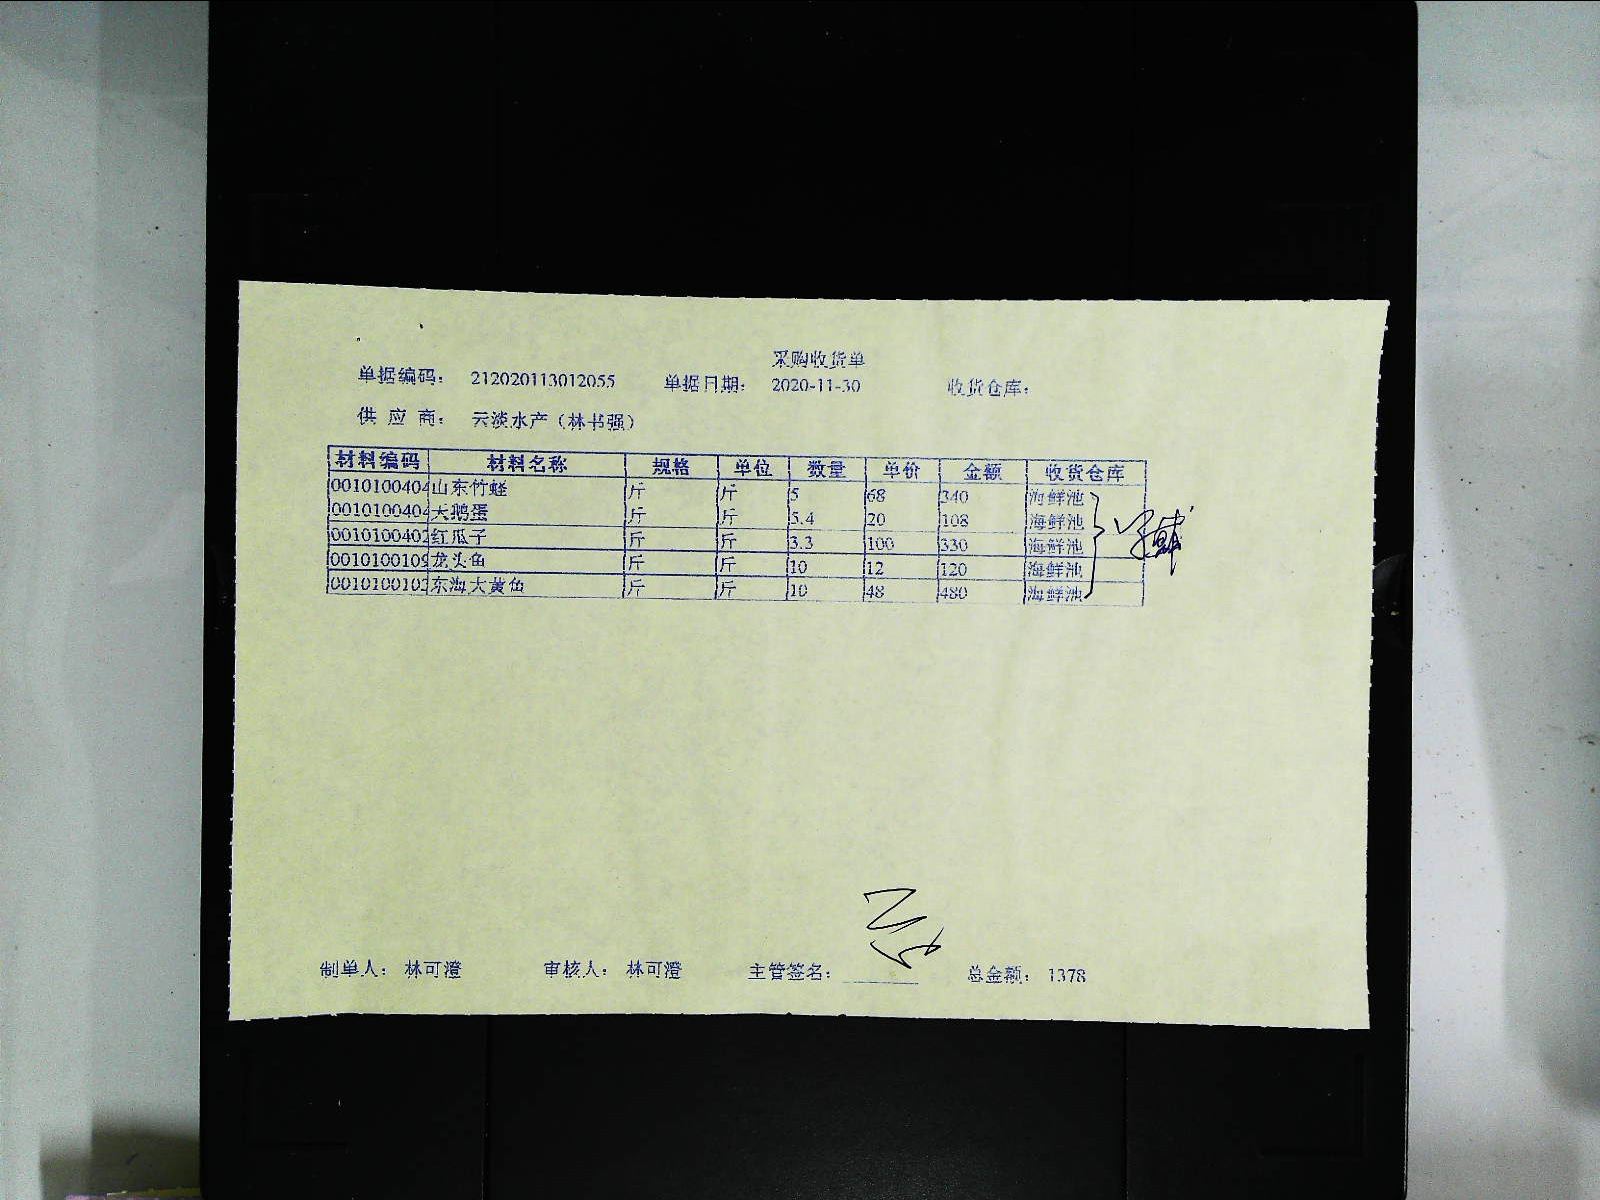 采购收货单
单据编码： 212020113012055 单据日期： 2020-11-30 收货仓库：
供 应 商： 云淡水产（林书强）
材料编码 材料名称 规格 单位 数量 单价 金额 收货仓库
0010100404 山东竹蛏 斤 斤 5 68 340 海鲜池
0010100404 天鹅蛋 斤 斤 5.4 20 108 海鲜池
0010100402 红瓜子 斤 斤 3.3 100 330 海鲜池
0010100109 龙头鱼 斤 斤 10 12 120 海鲜池
0010100102 东海大黄鱼 斤 斤 10 48 480 海鲜池
制单人： 林可澄 审核人： 林可澄 主管签名： 总金额： 1378